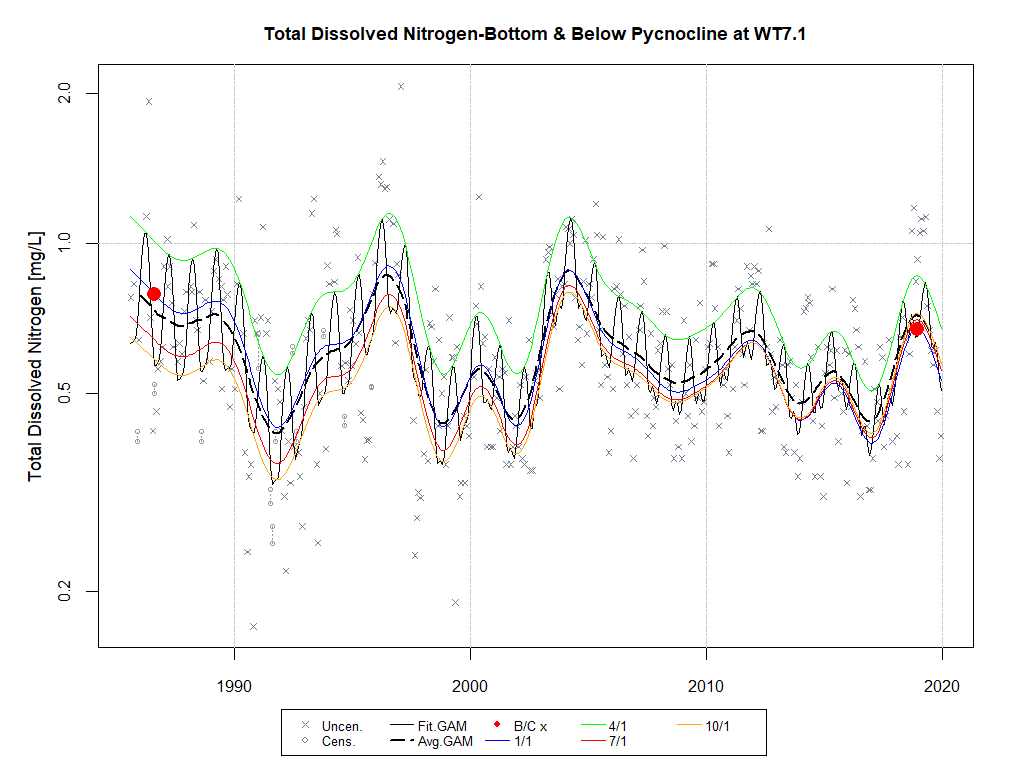 Total Dissolved Nitrogen-Bottom & Below Pycnocline at WT7.1
Total Dissolved Nitrogen [mg/L]
2.0
1.0
0.5
0.2
1990 2000 2010 2020
Uncen. Fit.GAM B/C x 4/1 10/1
Cens. Avg.GAM 1/1 7/1